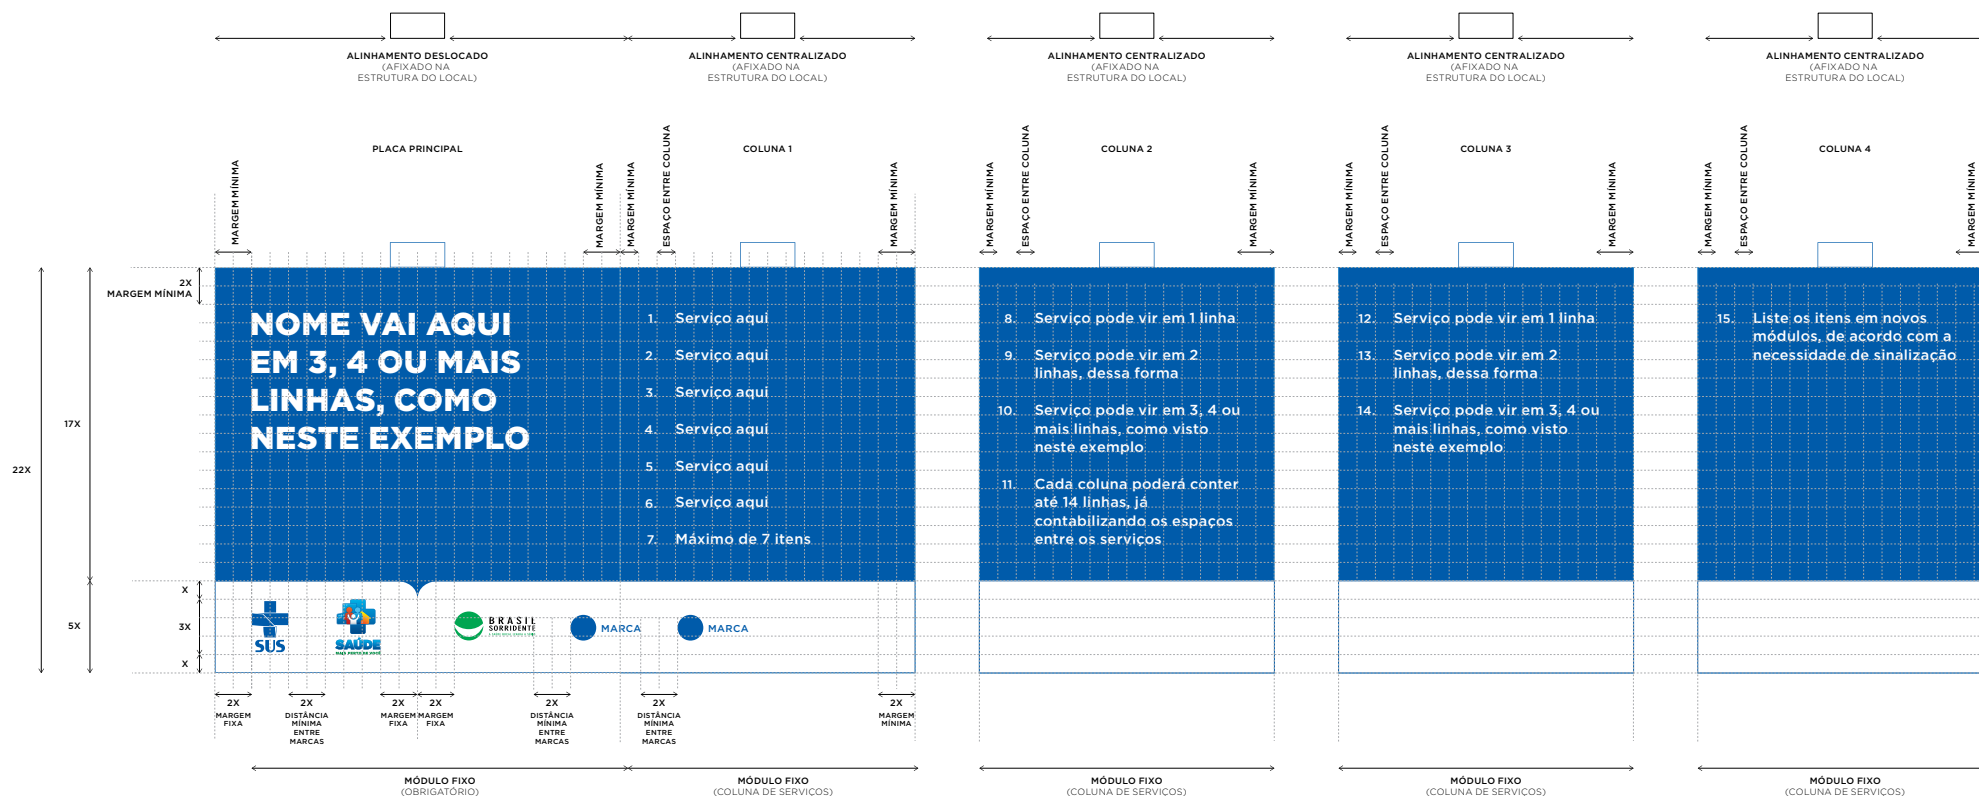 ALINHAMENTO DESLOCADO
(AFIXADO NA
ESTRUTURA DO LOCAL)
ALINHAMENTO CENTRALIZADO
(AFIXADO NA
ESTRUTURA DO LOCAL)
ALINHAMENTO CENTRALIZADO
(AFIXADO NA
ESTRUTURA DO LOCAL)
ALINHAMENTO CENTRALIZADO
(AFIXADO NA
ESTRUTURA DO LOCAL)
ALINHAMENTO CENTRALIZADO
(AFIXADO NA
ESTRUTURA DO LOCAL)
PLACA PRINCIPAL
COLUNA 1
COLUNA 2
COLUNA 3
COLUNA 4
MARGEM MÍNIMA
MARGEM MÍNIMA
MARGEM MÍNIMA
ESPAÇO ENTRE COLUNA
MARGEM MÍNIMA
MARGEM MÍNIMA
ESPAÇO ENTRE COLUNA
MARGEM MÍNIMA
MARGEM MÍNIMA
ESPAÇO ENTRE COLUNA
MARGEM MÍNIMA
MARGEM MÍNIMA
ESPAÇO ENTRE COLUNA
MARGEM MÍNIMA
2X
MARGEM MÍNIMA
17X
22X
5X
X
3X
X
NOME VAI AQUI
EM 3, 4 OU MAIS
LINHAS, COMO
NESTE EXEMPLO
1. Serviço aqui
2. Serviço aqui
3. Serviço aqui
4. Serviço aqui
5. Serviço aqui
6. Serviço aqui
7. Máximo de 7 itens
8. Serviço pode vir em 1 linha
9. Serviço pode vir em 2
linhas, dessa forma
10. Serviço pode vir em 3, 4 ou
mais linhas, como visto
neste exemplo
11. Cada coluna poderá conter
até 14 linhas, já
contabilizando os espaços
entre os serviços
12. Serviço pode vir em 1 linha
13. Serviço pode vir em 2
linhas, dessa forma
14. Serviço pode vir em 3, 4 ou
mais linhas, como visto
neste exemplo
15. Liste os itens em novos
módulos, de acordo com a
necessidade de sinalização
SUS
SAÚDE
MAIS PERTO DE VOCÊ
BRASIL
SORRIDENTE
MARCA
MARCA
2X
MARGEM
FIXA
2X
DISTÂNCIA
MÍNIMA
ENTRE
MARCAS
2X
MARGEM
FIXA
2X
MARGEM
FIXA
2X
DISTÂNCIA
MÍNIMA
ENTRE
MARCAS
2X
DISTÂNCIA
MÍNIMA
ENTRE
MARCAS
2X
MARGEM
MÍNIMA
MÓDULO FIXO
(OBRIGATÓRIO)
MÓDULO FIXO
(COLUNA DE SERVIÇOS)
MÓDULO FIXO
(COLUNA DE SERVIÇOS)
MÓDULO FIXO
(COLUNA DE SERVIÇOS)
MÓDULO FIXO
(COLUNA DE SERVIÇOS)